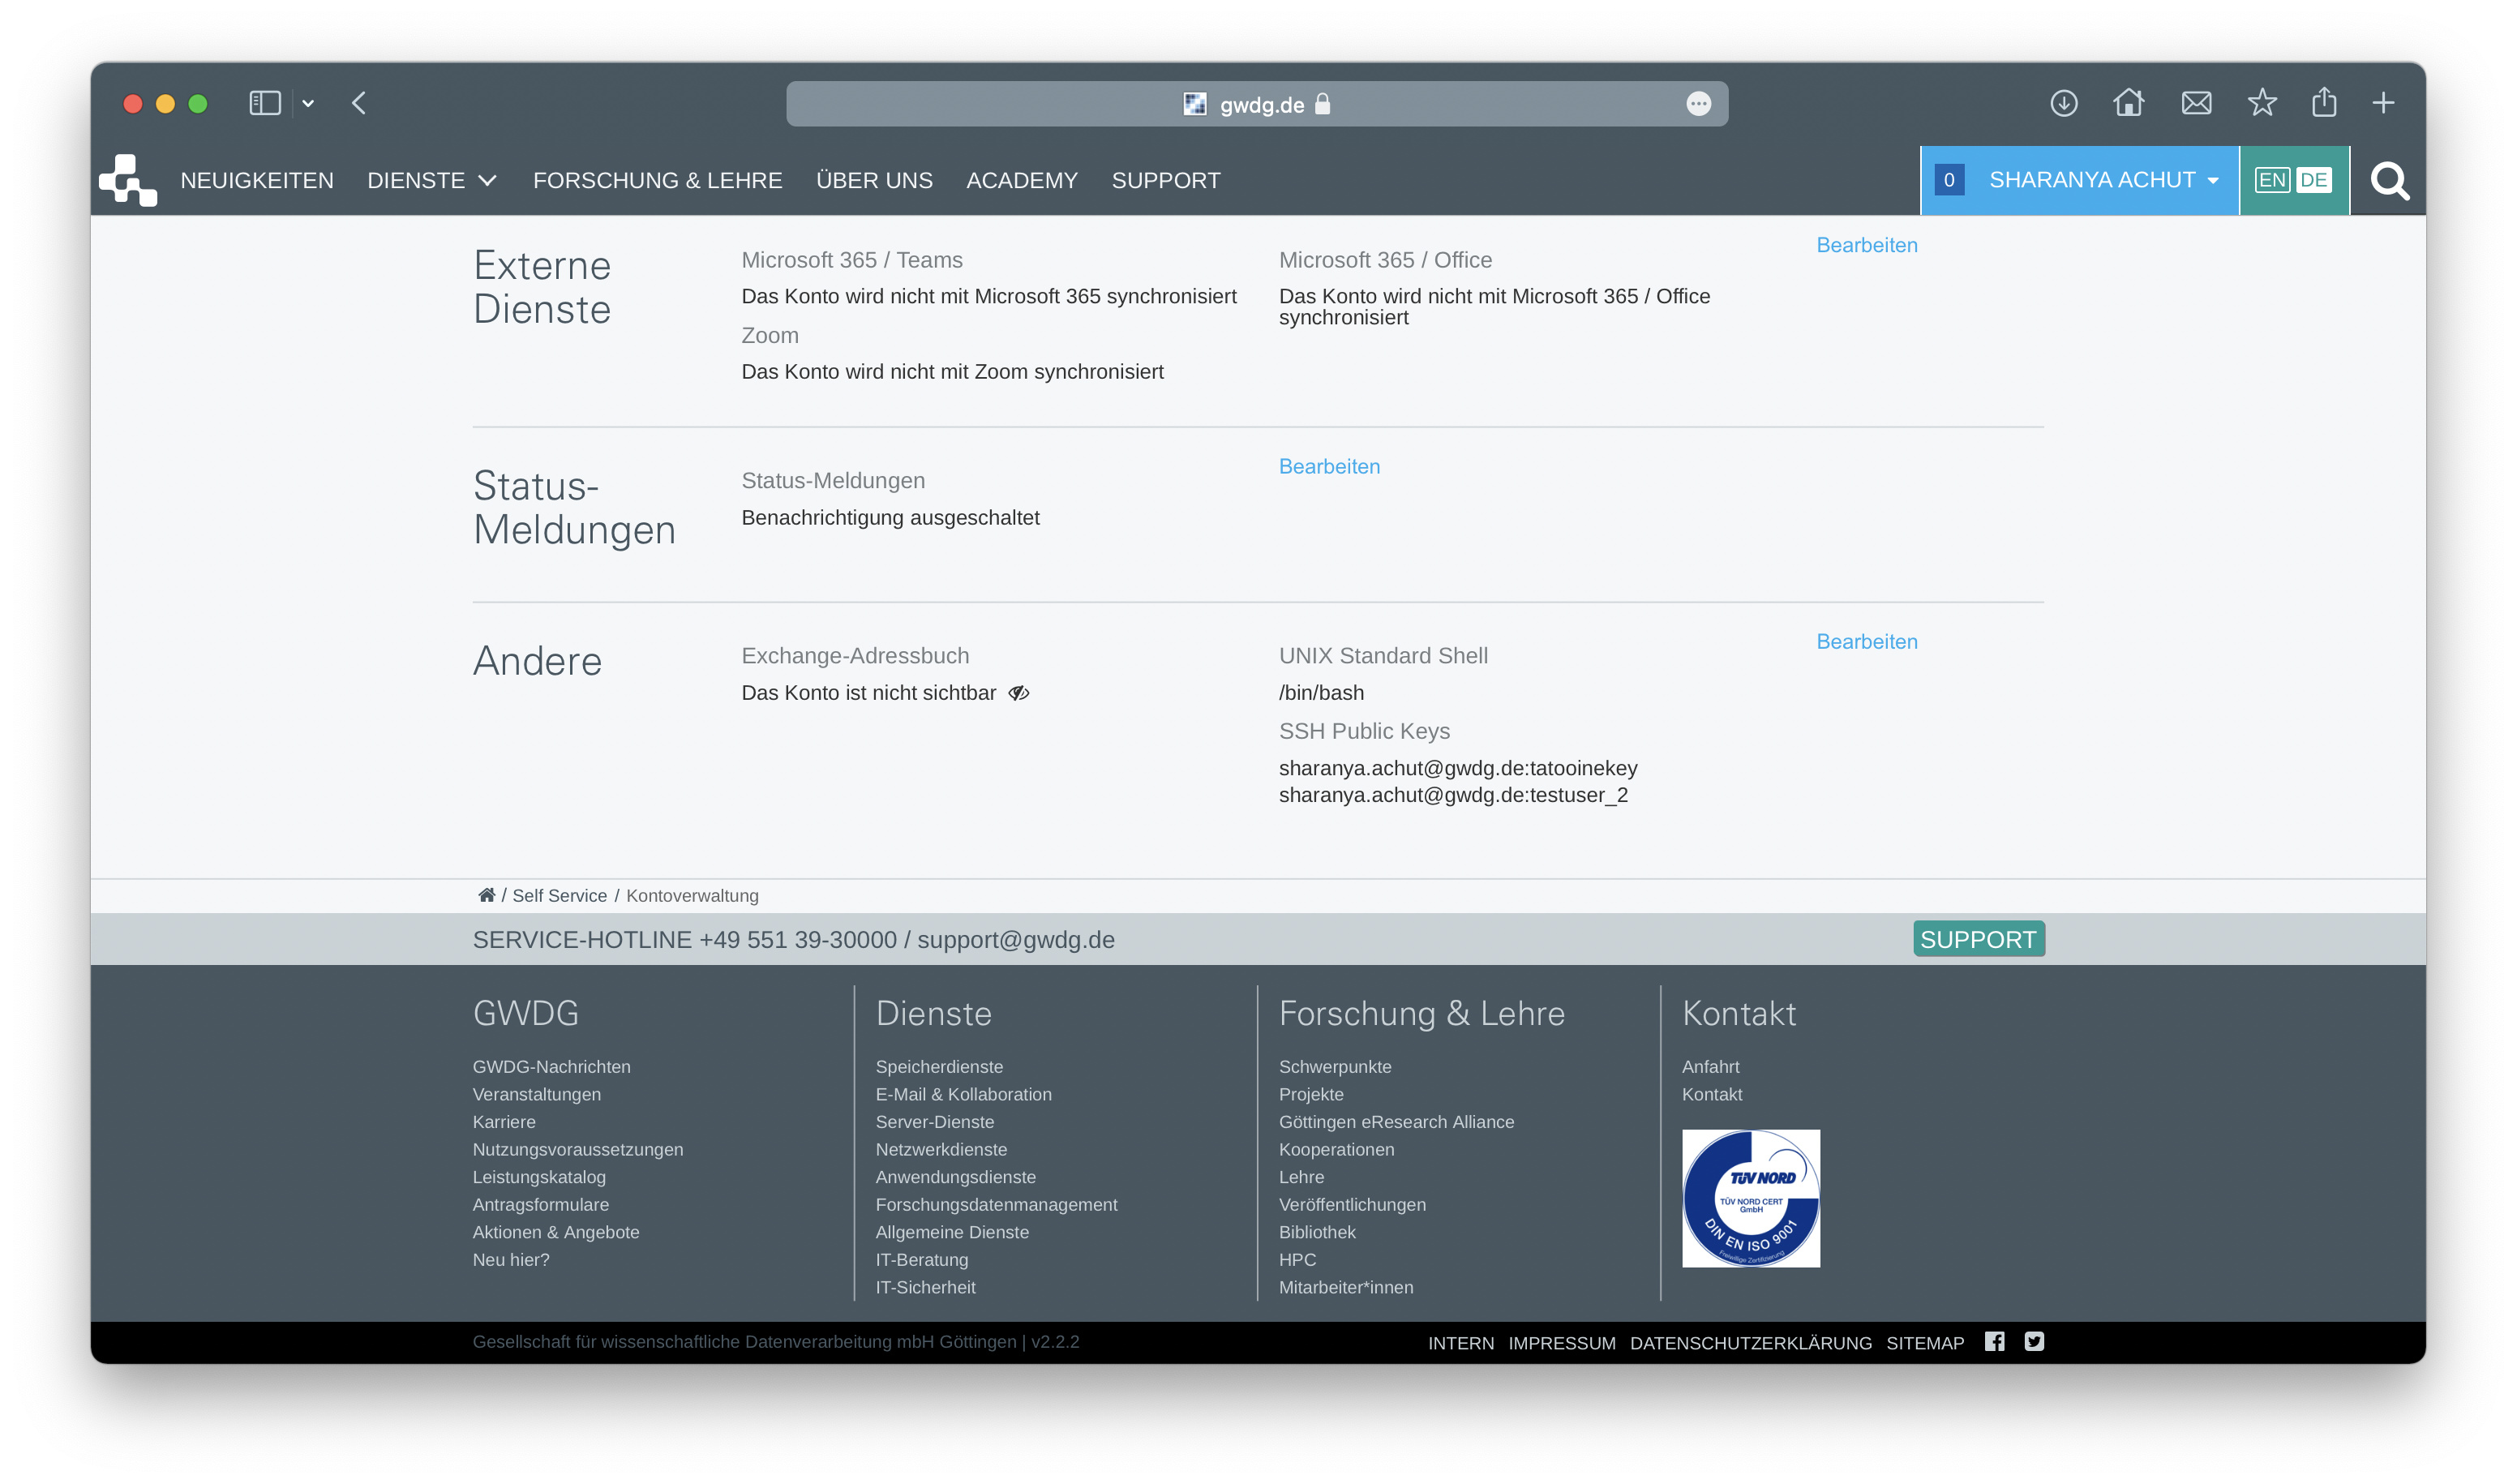 gwdg.de
NEUIGKEITEN DIENSTE FORSCHUNG & LEHRE ÜBER UNS ACADEMY SUPPORT
0 SHARANYA ACHUT EN DE
Externe
Dienste
Microsoft 365 / Teams
Das Konto wird nicht mit Microsoft 365 synchronisiert
Zoom
Das Konto wird nicht mit Zoom synchronisiert
Microsoft 365 / Office
Das Konto wird nicht mit Microsoft 365 / Office
synchronisiert
Bearbeiten
Status-
Meldungen
Status-Meldungen
Benachrichtigung ausgeschaltet
Bearbeiten
Andere
Exchange-Adressbuch
Das Konto ist nicht sichtbar
UNIX Standard Shell
/bin/bash
SSH Public Keys
sharanya.achut@gwdg.de:tatooinekey
sharanya.achut@gwdg.de:testuser_2
Bearbeiten
/ Self Service / Kontoverwaltung
SERVICE-HOTLINE +49 551 39-30000 / support@gwdg.de
SUPPORT
GWDG
GWDG-Nachrichten
Veranstaltungen
Karriere
Nutzungsvoraussetzungen
Leistungskatalog
Antragsformulare
Aktionen & Angebote
Neu hier?
Dienste
Speicherdienste
E-Mail & Kollaboration
Server-Dienste
Netzwerkdienste
Anwendungsdienste
Forschungsdatenmanagement
Allgemeine Dienste
IT-Beratung
IT-Sicherheit
Forschung & Lehre
Schwerpunkte
Projekte
Göttingen eResearch Alliance
Kooperationen
Lehre
Veröffentlichungen
Bibliothek
HPC
Mitarbeiter*innen
Kontakt
Anfahrt
Kontakt
TÜV NORD
TÜV NORD CERT
GmbH
DIN EN ISO 9001
Freiwillige Zertifizierung
Gesellschaft für wissenschaftliche Datenverarbeitung mbH Göttingen | v2.2.2
INTERN IMPRESSUM DATENSCHUTZERKLÄRUNG SITEMAP